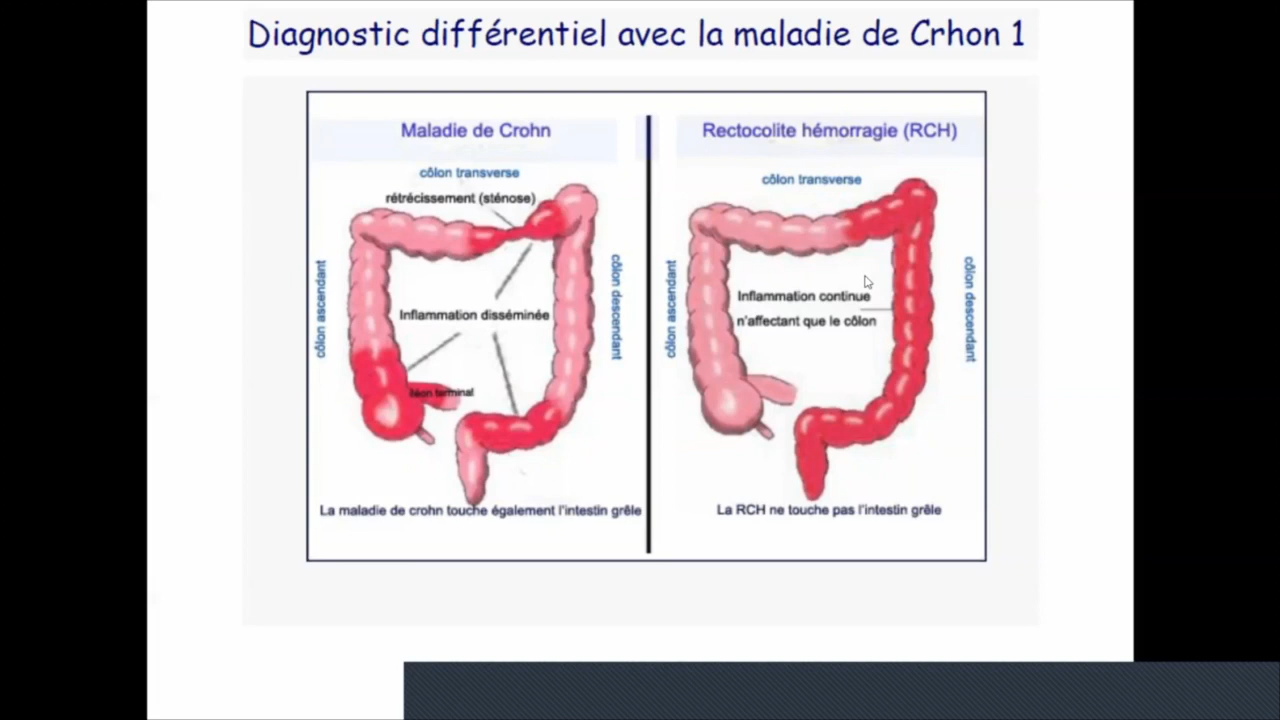 Diagnostic différentiel avec la maladie de Crhon 1
Maladie de Crohn
côlon transverse
rétrécissement (sténose)
côlon ascendant
côlon descendant
Inflammation disséminée
iléon terminal
La maladie de crohn touche également l'intestin grêle
Rectocolite hémorragie (RCH)
côlon transverse
côlon ascendant
côlon descendant
Inflammation continue
n'affectant que le côlon
La RCH ne touche pas l'intestin grêle